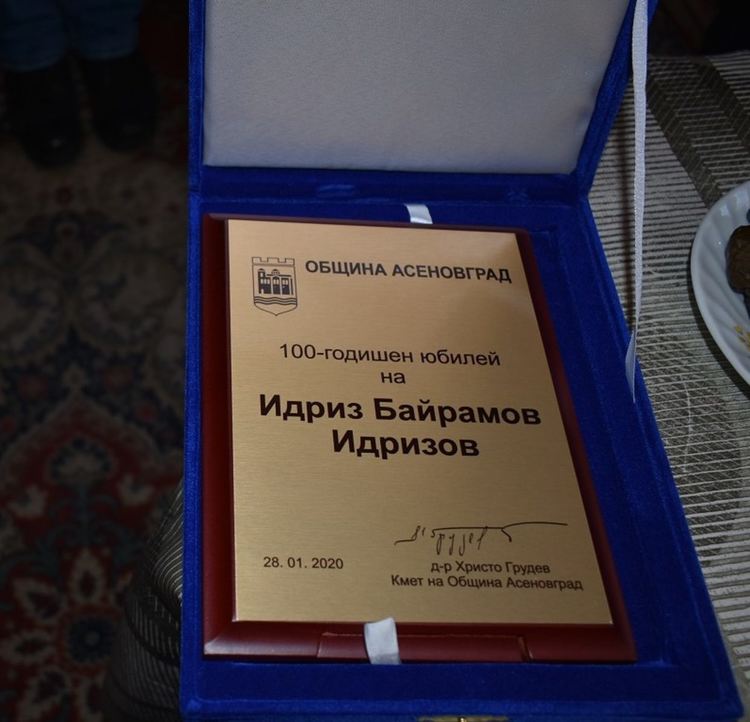 ОБЩИНА АСЕНОВГРАД
100-годишен юбилей
на
Идриз Байрамов
Идризов
28. 01. 2020
д-р Христо Грудев
Кмет на Община Асеновград